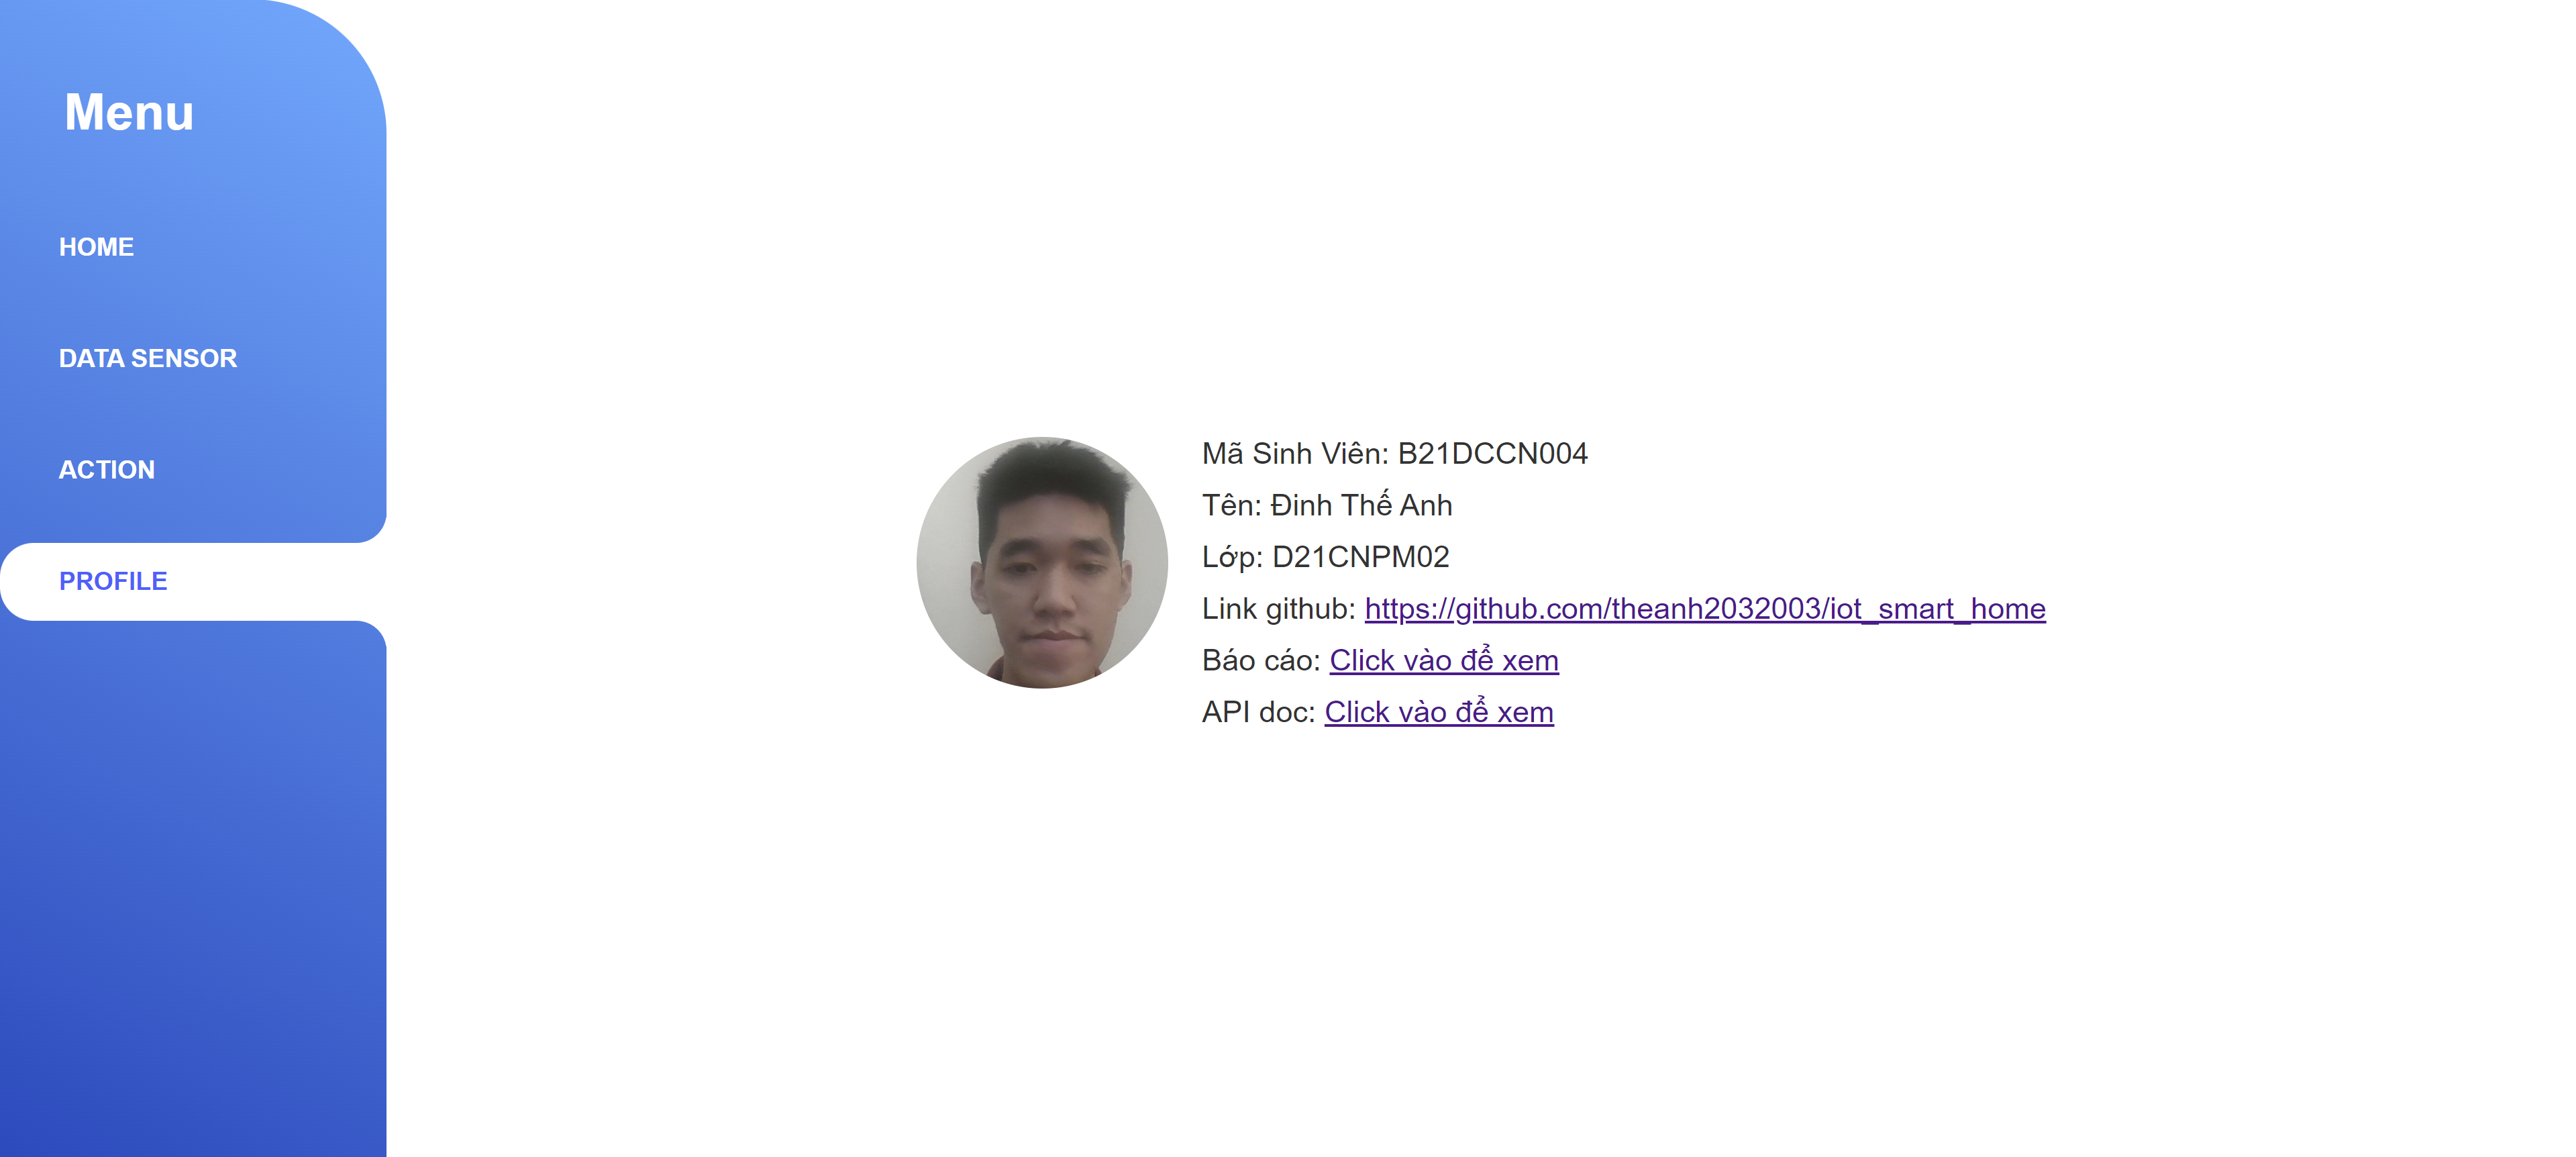 Menu
HOME
DATA SENSOR
ACTION
PROFILE
Mã Sinh Viên: B21DCCN004
Tên: Đinh Thế Anh
Lớp: D21CNPM02
Link github: https://github.com/theanh2032003/iot_smart_home
Báo cáo: Click vào để xem
API doc: Click vào để xem